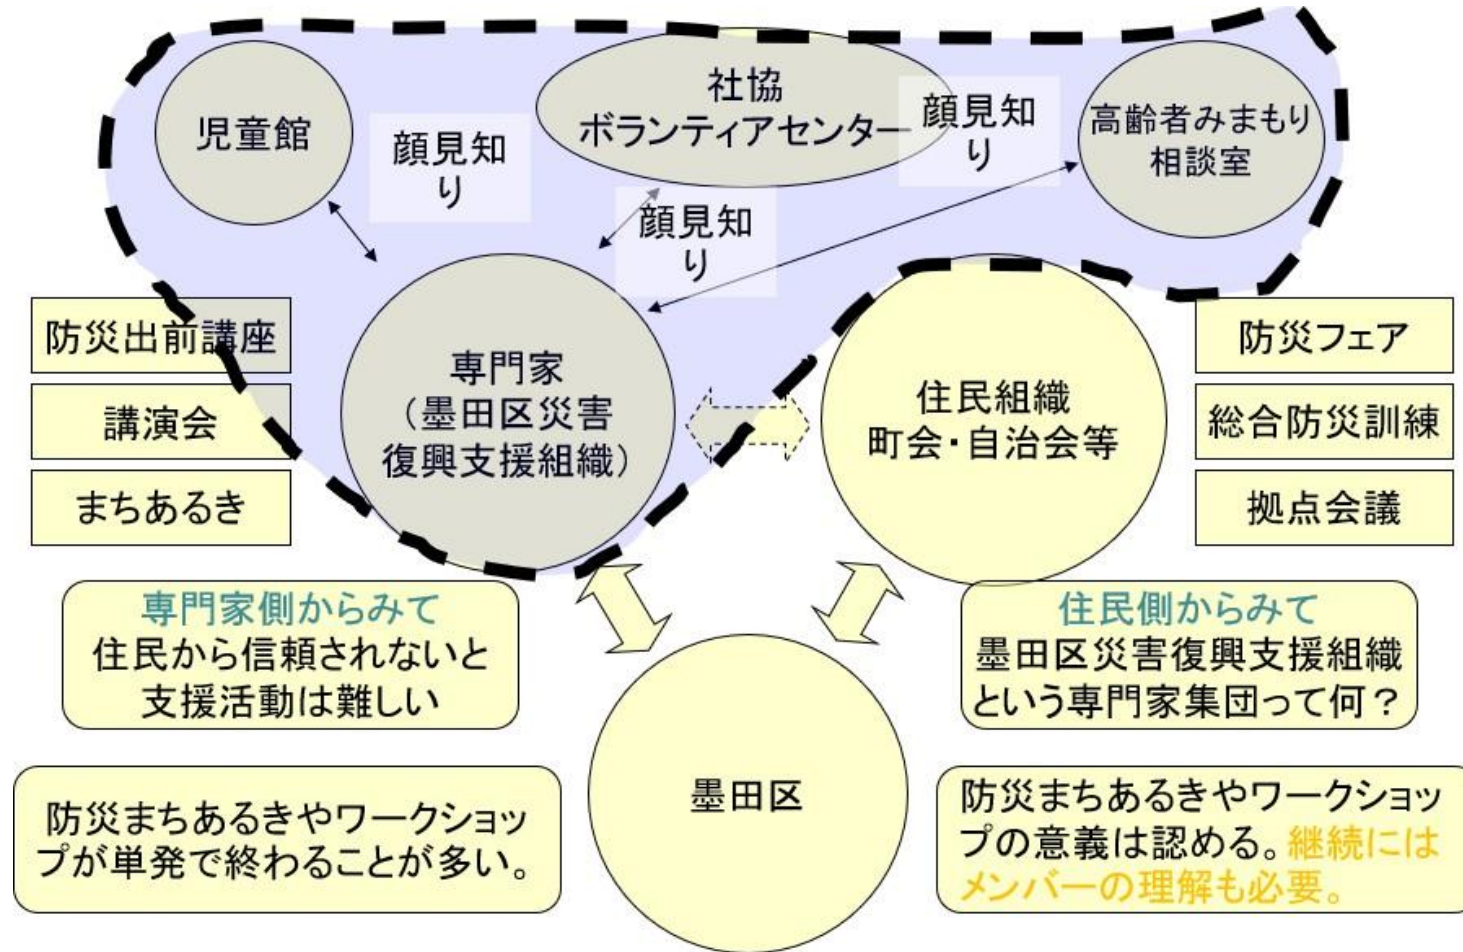 児童館
顔見知
り
社協
ボランティアセンター
顔見知
り
顔見知
り
高齢者みまもり
相談室
防災出前講座
講演会
まちあるき
専門家
（墨田区災害
復興支援組織）
住民組織
町会・自治会等
防災フェア
総合防災訓練
拠点会議
専門家側からみて
住民から信頼されないと
支援活動は難しい
住民側からみて
墨田区災害復興支援組織
という専門家集団って何？
墨田区
防災まちあるきやワークショッ
プが単発で終わることが多い。
防災まちあるきやワークショッ
プの意義は認める。継続には
メンバーの理解も必要。